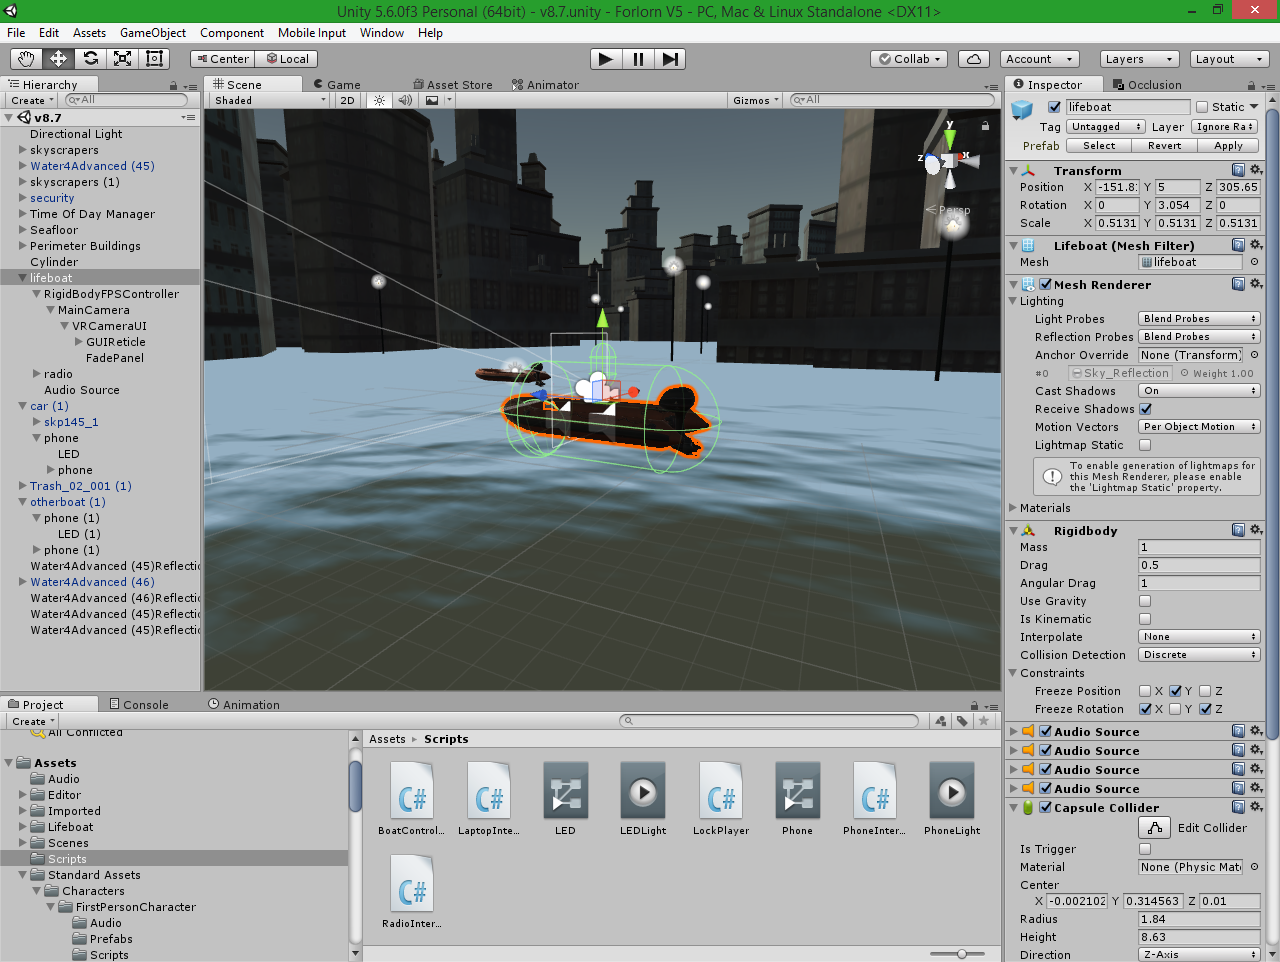 Unity 5.6.0f3 Personal (64bit) - v8.7.unity - Forlorn V5 - PC, Mac & Linux Standalone <DX11>
File Edit Assets GameObject Component Mobile Input Window Help
Center Local Collab Account Layers Layout
Hierarchy
Create All
v8.7
Directional Light
skyscrapers
Water4Advanced (45)
skyscrapers (1)
security
Time Of Day Manager
Seafloor
Perimeter Buildings
Cylinder
lifeboat
RigidBodyFPSController
MainCamera
VRCameraUI
GUIReticle
FadePanel
radio
Audio Source
car (1)
skp145_1
phone
LED
phone
Trash_02_001 (1)
otherboat (1)
phone (1)
LED (1)
phone (1)
Water4Advanced (45)Reflectic
Water4Advanced (46)
Water4Advanced (46)Reflectic
Water4Advanced (45)Reflectic
Water4Advanced (45)Reflectic
Scene Game Asset Store Animator
Shaded 2D Gizmos All
y
z x
Persp
Inspector Occlusion
lifeboat Static
Tag Untagged Layer Ignore Ra
Prefab Select Revert Apply
Transform
Position X -151.8 Y 5 Z 305.65
Rotation X 0 Y 3.054 Z 0
Scale X 0.5131 Y 0.5131 Z 0.5131
Lifeboat (Mesh Filter)
Mesh lifeboat
Mesh Renderer
Lighting
Light Probes Blend Probes
Reflection Probes Blend Probes
Anchor Override None (Transform)
#0 Sky_Reflection Weight 1.00
Cast Shadows On
Receive Shadows
Motion Vectors Per Object Motion
Lightmap Static
To enable generation of lightmaps for
this Mesh Renderer, please enable
the 'Lightmap Static' property.
Materials
Rigidbody
Mass 1
Drag 0.5
Angular Drag 1
Use Gravity
Is Kinematic
Interpolate None
Collision Detection Discrete
Constraints
Freeze Position X Y Z
Freeze Rotation X Y Z
Audio Source
Audio Source
Audio Source
Audio Source
Capsule Collider
Edit Collider
Is Trigger
Material None (Physic Mate
Center
X -0.002102 Y 0.314563 Z 0.01
Radius 1.84
Height 8.63
Direction Z-Axis
Project Console Animation
Create
All Conflicted
Assets
Audio
Editor
Imported
Lifeboat
Scenes
Scripts
Standard Assets
Characters
FirstPersonCharacter
Audio
Prefabs
Scripts
Assets ▸ Scripts
C# C# C# C#
BoatControl... LaptopInte... LED LEDLight LockPlayer Phone PhoneInter... PhoneLight
C#
RadioInter...